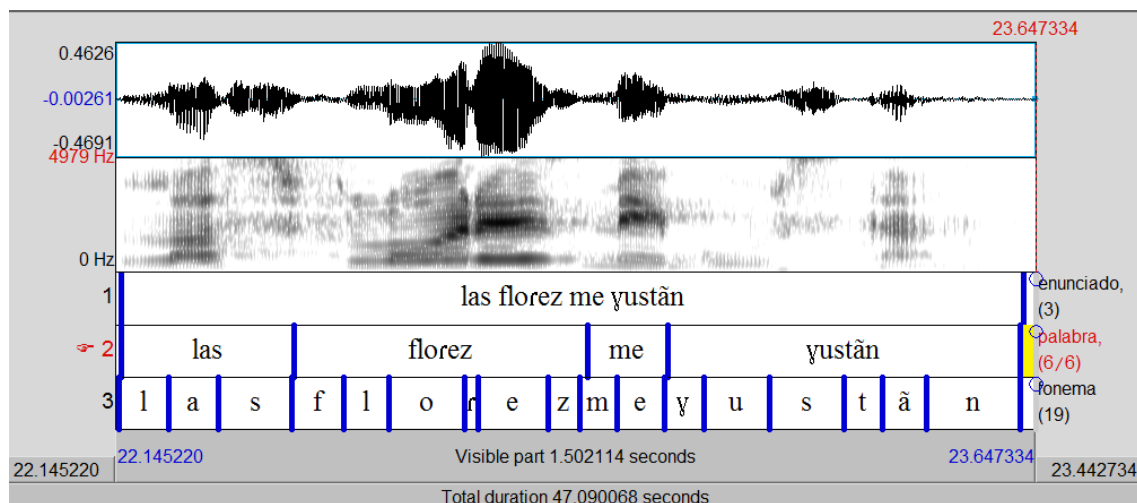 23.647334
0.4626
-0.00261
-0.4691
4979 Hz
0 Hz
1 las floɾez me ɣustãn enunciado, (3)
☞ 2 las floɾez me ɣustãn palabra, (6/6)
3 l a s f l o ɾ e z m e ɣ u s t ã n fonema (19)
22.145220 Visible part 1.502114 seconds 23.647334
22.145220 23.442734
Total duration 47.090068 seconds